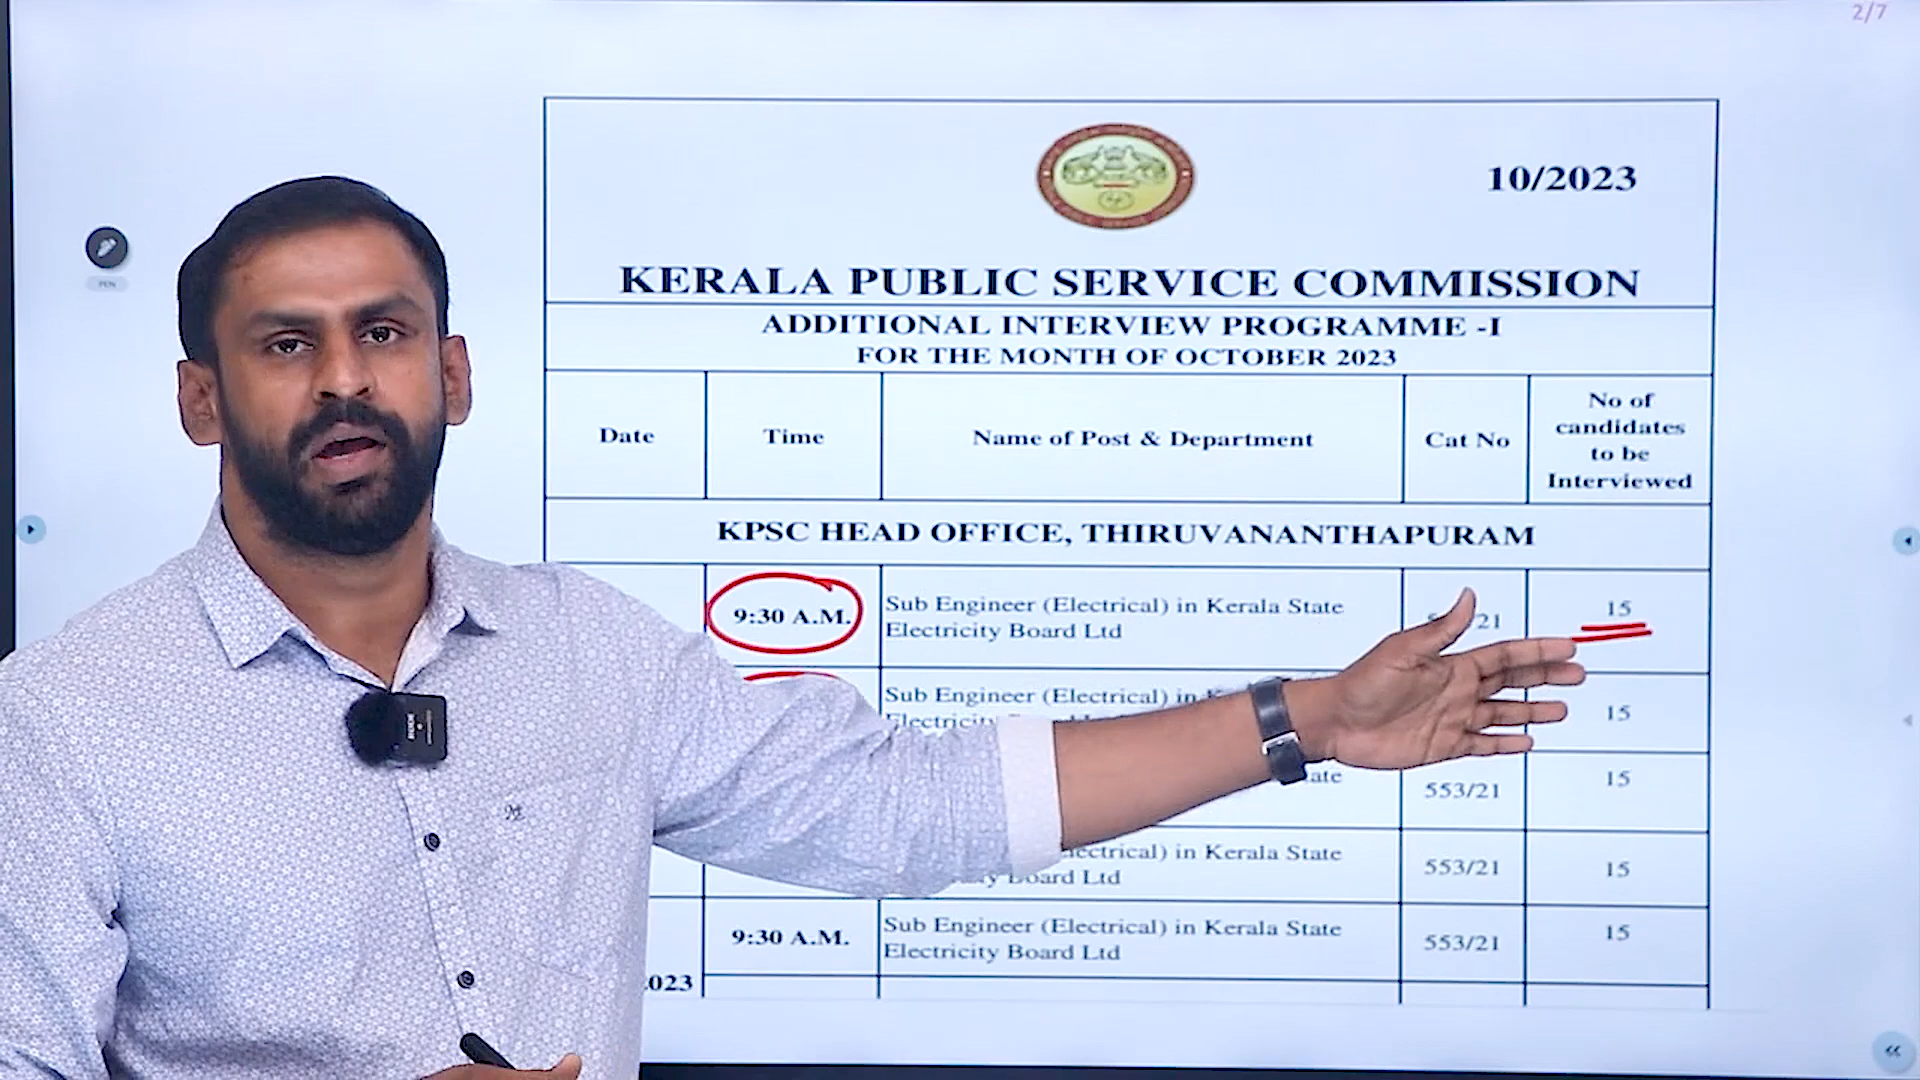 2/7
10/2023
PEN
KERALA PUBLIC SERVICE COMMISSION
ADDITIONAL INTERVIEW PROGRAMME -I
FOR THE MONTH OF OCTOBER 2023
Date
Time
Name of Post & Department
Cat No
No of
candidates
to be
Interviewed
KPSC HEAD OFFICE, THIRUVANANTHAPURAM
9:30 A.M.
Sub Engineer (Electrical) in Kerala State
Electricity Board Ltd
21
15
Sub Engineer (Electrical) in
Electricity
15
553/21
15
in Kerala State
Board Ltd
553/21
15
9:30 A.M.
Sub Engineer (Electrical) in Kerala State
Electricity Board Ltd
553/21
15
023